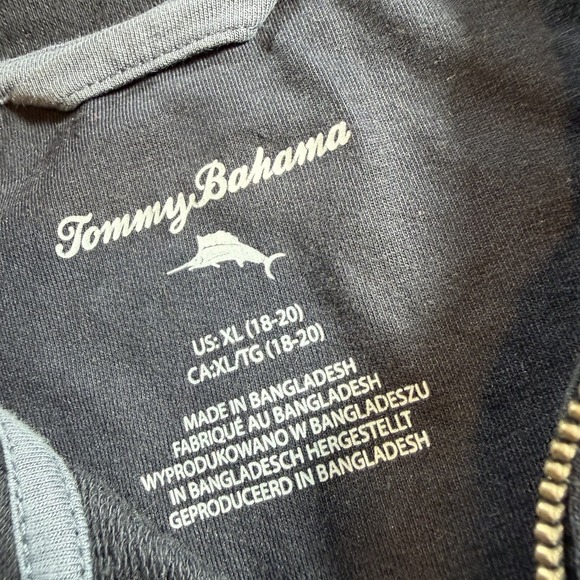 Tommy Bahama
US: XL (18-20)
CA:XL/TG (18-20)
MADE IN BANGLADESH
FABRIQUÉ AU BANGLADESH
WYPRODUKOWANO W BANGLADESZU
IN BANGLADESCH HERGESTELLT
GEPRODUCEERD IN BANGLADESH